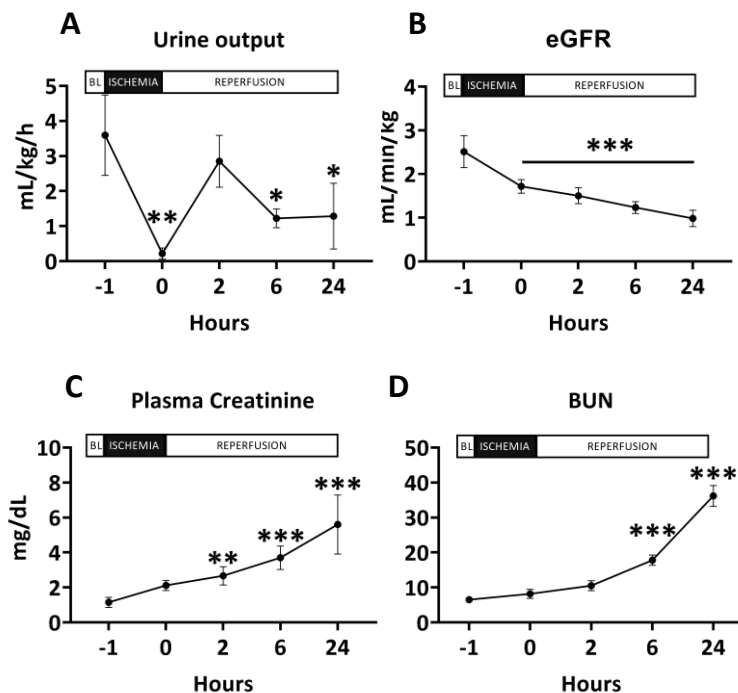 A
Urine output
BL ISCHEMIA REPERFUSION
5
4
3
2
1
0
mL/kg/h
**
*
*
-1 0 2 6 24
Hours
B
eGFR
BL ISCHEMIA REPERFUSION
4
3
2
1
0
mL/min/kg
***
-1 0 2 6 24
Hours
C
Plasma Creatinine
BL ISCHEMIA REPERFUSION
10
8
6
4
2
0
mg/dL
**
***
***
-1 0 2 6 24
Hours
D
BUN
BL ISCHEMIA REPERFUSION
50
40
30
20
10
0
***
***
-1 0 2 6 24
Hours